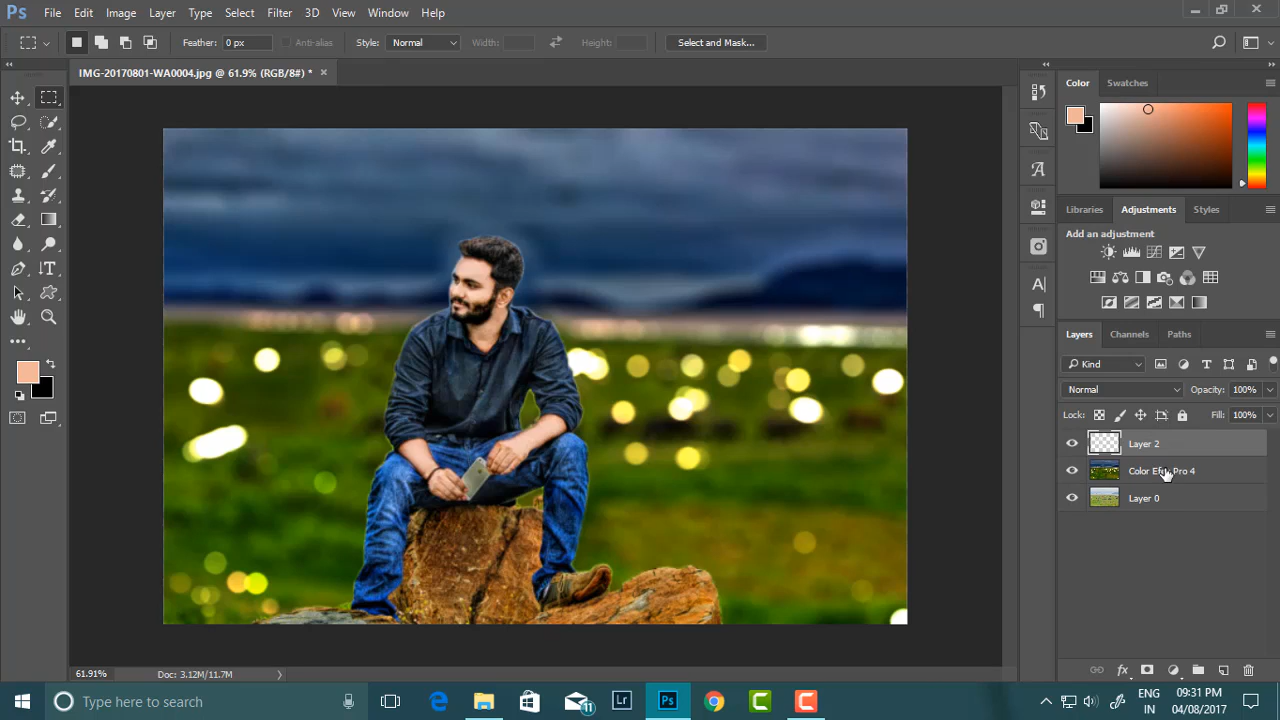 Ps File Edit Image Layer Type Select Filter 3D View Window Help
Feather: 0 px Anti-alias Style: Normal Width: Height: Select and Mask...
IMG-20170801-WA0004.jpg @ 61.9% (RGB/8#) * ×
Color Swatches
Libraries Adjustments Styles
Add an adjustment
Layers Channels Paths
Kind
Normal Opacity: 100%
Lock: Fill: 100%
Layer 2
Color Efex Pro 4
Layer 0
61.91% Doc: 3.12M/11.7M
Type here to search
11
Lr
Ps
ENG
IN
09:31 PM
04/08/2017